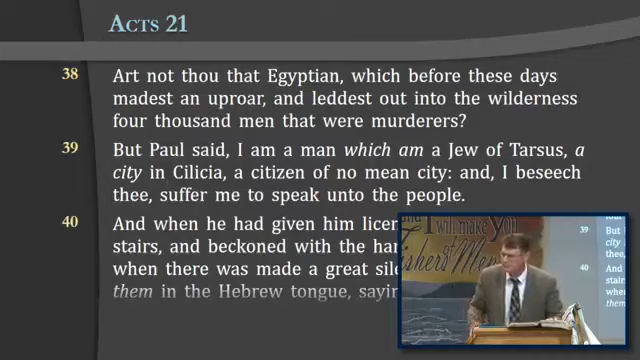 ACTS 21
38 Art not thou that Egyptian, which before these days
madest an uproar, and leddest out into the wilderness
four thousand men that were murderers?
39 But Paul said, I am a man which am a Jew of Tarsus, a
city in Cilicia, a citizen of no mean city: and, I beseech
thee, suffer me to speak unto the people.
40 And when he had given him licen
stairs, and beckoned with the han
when there was made a great sile
them in the Hebrew tongue, sayin
and I will make you
fishers of Men
39 But
city
thee,
40 And
stair
when
them